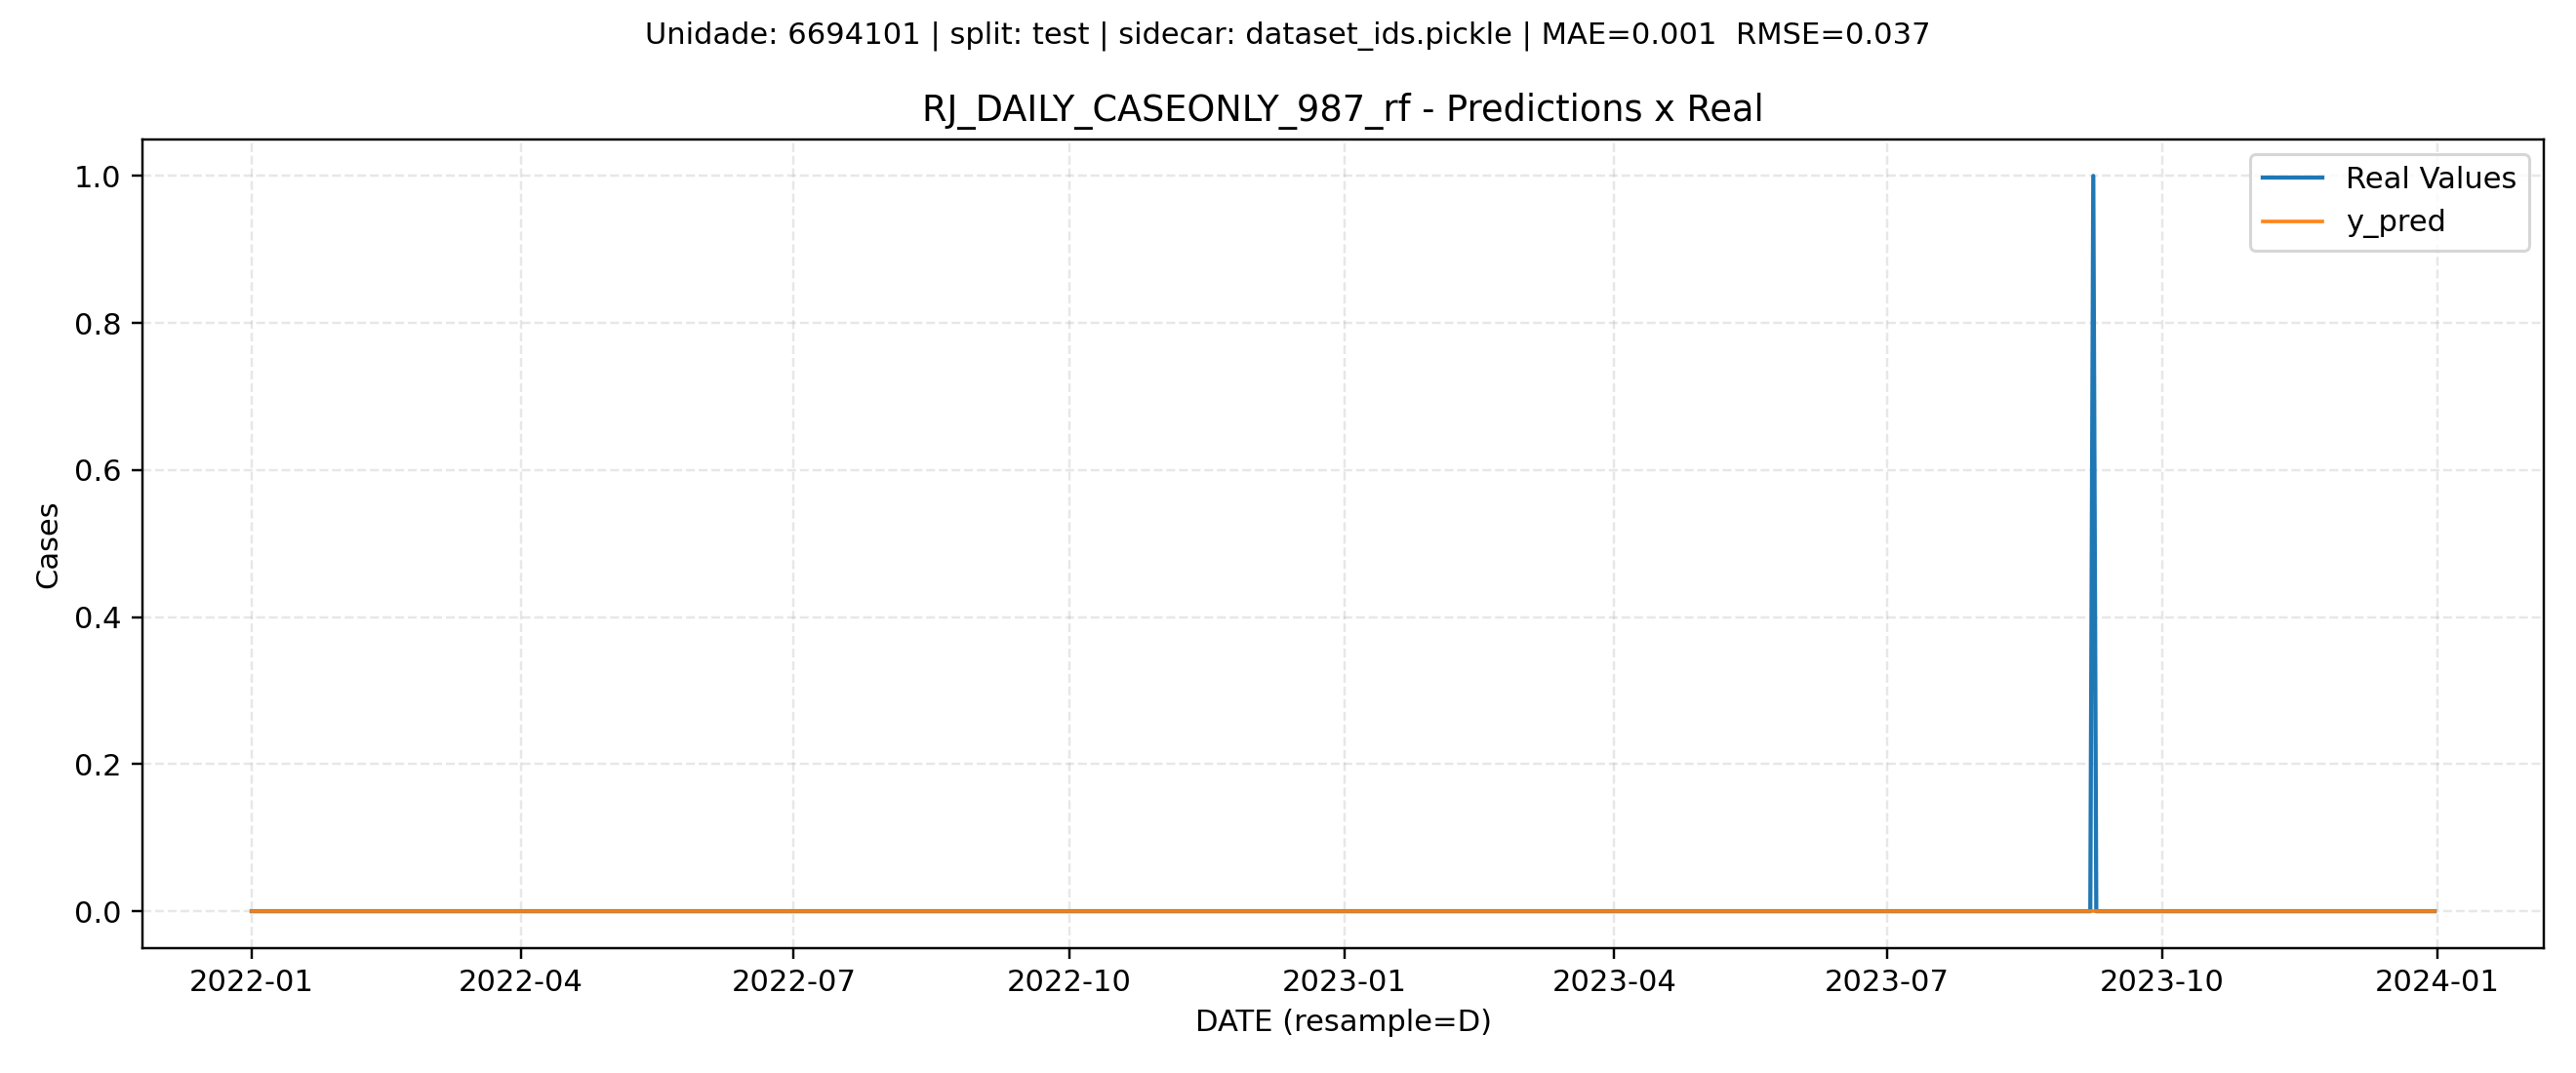 Unidade: 6694101 | split: test | sidecar: dataset_ids.pickle | MAE=0.001  RMSE=0.037
RJ_DAILY_CASEONLY_987_rf - Predictions x Real
Real Values
y_pred
1.0
0.8
0.6
0.4
0.2
0.0
Cases
2022-01 2022-04 2022-07 2022-10 2023-01 2023-04 2023-07 2023-10 2024-01
DATE (resample=D)